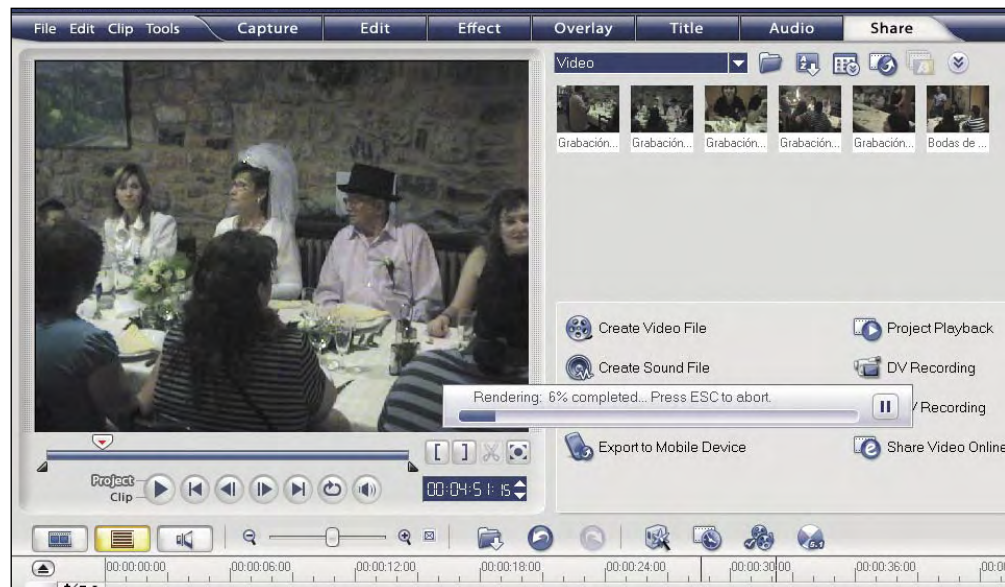 File Edit Clip Tools Capture Edit Effect Overlay Title Audio Share
Video
Grabación... Grabación... Grabación... Grabación... Grabación... Bodas de ...
Create Video File
Project Playback
Create Sound File
DV Recording
Rendering: 6% completed... Press ESC to abort.
Recording
Export to Mobile Device
Share Video Online
Project
Clip
00:04:51:15
5.1
00:00:00:00 00:00:06:00 00:00:12:00 00:00:18:00 00:00:24:00 00:00:30:00 00:00:36:00